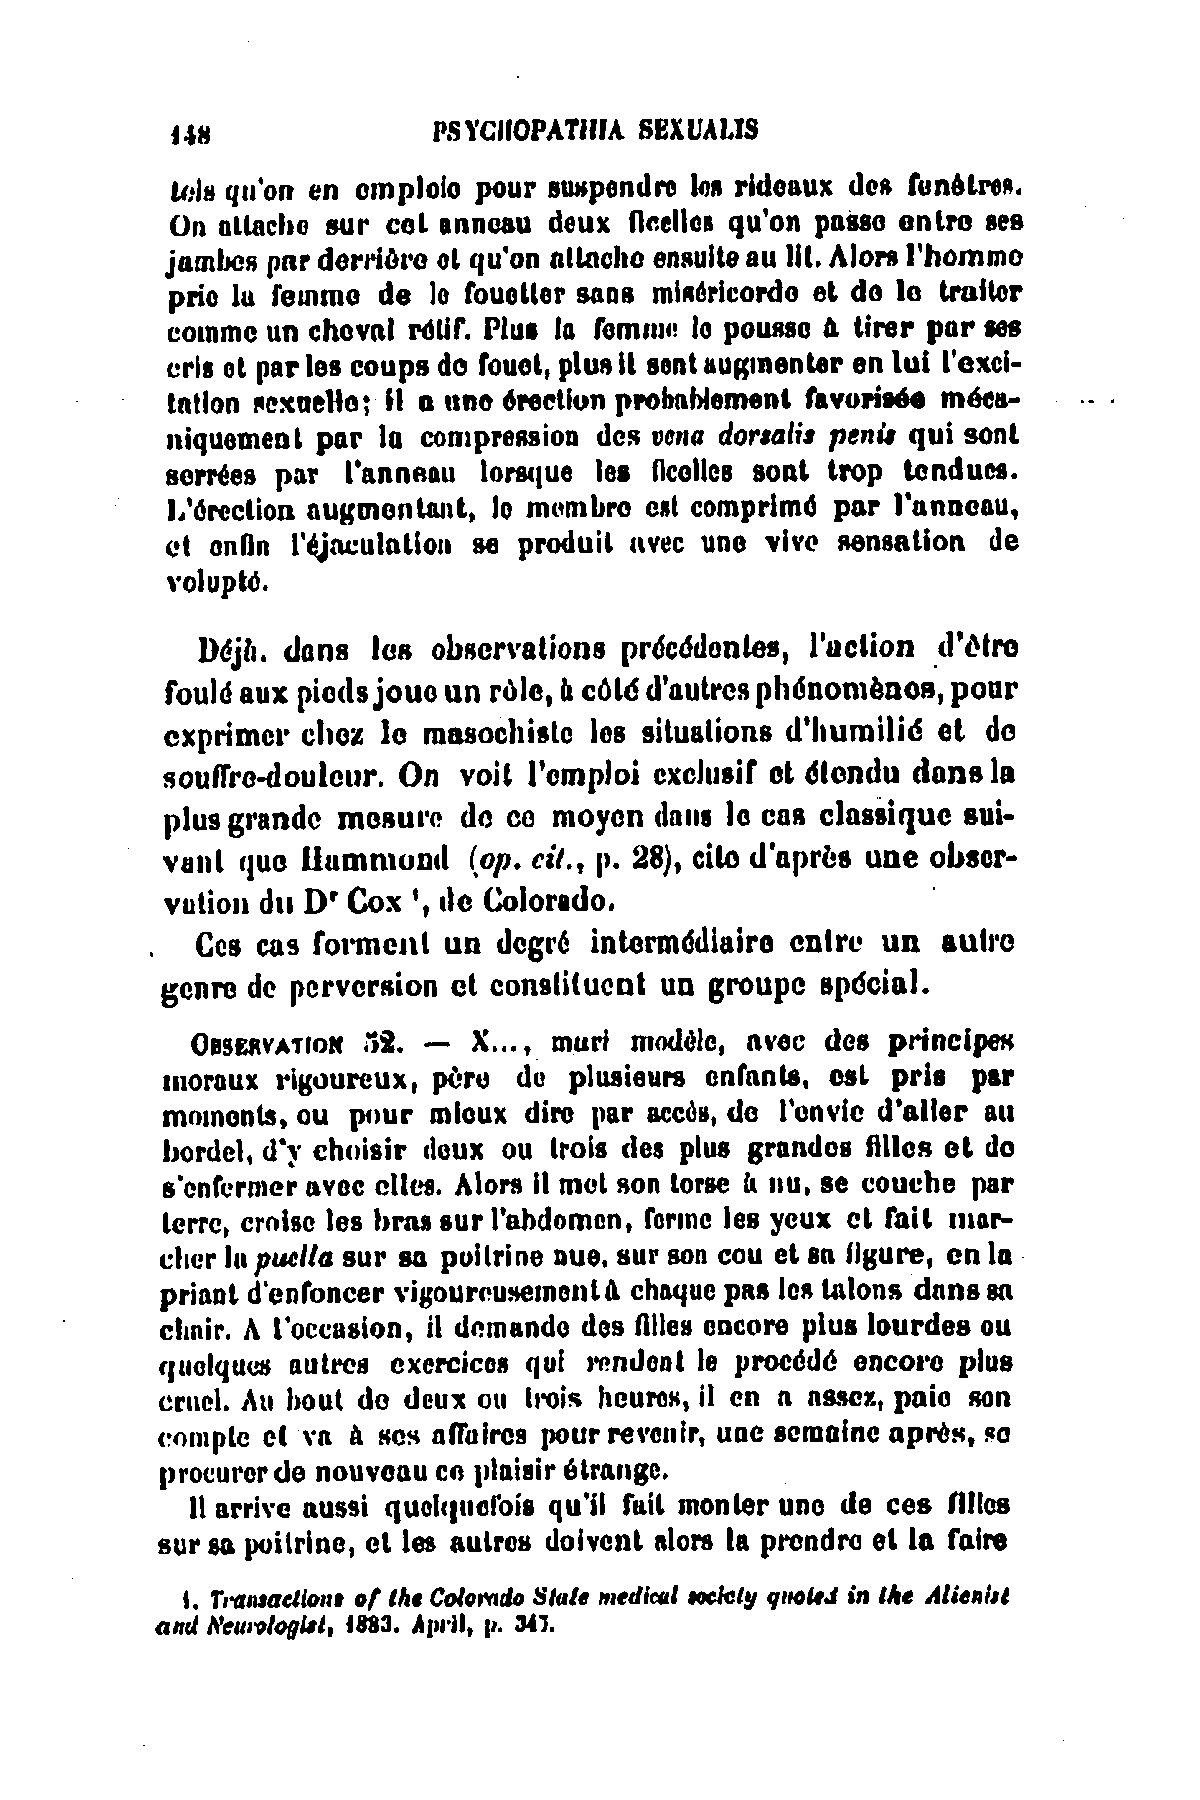 148 PSYCHOPATHIA SEXUALIS
tels qu'on en emploie pour suspendre les rideaux des fenêtres.
On attache sur cet anneau deux ficelles qu'on passe entre ses
jambes par derrière et qu'on attache ensuite au lit. Alors l'homme
prie la femme de le fouetter sans miséricorde et de le traiter
comme un cheval rétif. Plus la femme le pousse à tirer par ses
cris et par les coups de fouet, plus il sent augmenter en lui l'exci-
tation sexuelle; il a une érection probablement favorisée méca-
niquement par la compression des vena dorsalis penis qui sont
serrées par l'anneau lorsque les ficelles sont trop tendues.
L'érection augmentant, le membre est comprimé par l'anneau,
et enfin l'éjaculation se produit avec une vive sensation de
volupté.
Déjà. dans les observations précédentes, l'action d'être
foulé aux pieds joue un rôle, à côté d'autres phénomènes, pour
exprimer chez le masochiste les situations d'humilié et de
souffre-douleur. On voit l'emploi exclusif et étendu dans la
plus grande mesure de ce moyen dans le cas classique sui-
vant que Hammond (op. cit., p. 28), cite d'après une obser-
vation du Dr Cox 1, de Colorado.
Ces cas forment un degré intermédiaire entre un autre
genre de perversion et constituent un groupe spécial.
OBSERVATION 52. — X..., mari modèle, avec des principes
moraux rigoureux, père de plusieurs enfants, est pris par
moments, ou pour mieux dire par accès, de l'envie d'aller au
bordel, d'y choisir deux ou trois des plus grandes filles et de
s'enfermer avec elles. Alors il met son torse à nu, se couche par
terre, croise les bras sur l'abdomen, ferme les yeux et fait mar-
cher la puella sur sa poitrine nue, sur son cou et sa figure, en la
priant d'enfoncer vigoureusement à chaque pas les talons dans sa
chair. A l'occasion, il demande des filles encore plus lourdes ou
quelques autres exercices qui rendent le procédé encore plus
cruel. Au bout de deux ou trois heures, il en a assez, paie son
compte et va à ses affaires pour revenir, une semaine après, se
procurer de nouveau ce plaisir étrange.
Il arrive aussi quelquefois qu'il fait monter une de ces filles
sur sa poitrine, et les autres doivent alors la prendre et la faire
1. Transactions of the Colorado State medical society quoted in the Alienist
and Neurologist, 1883. April, p. 347.